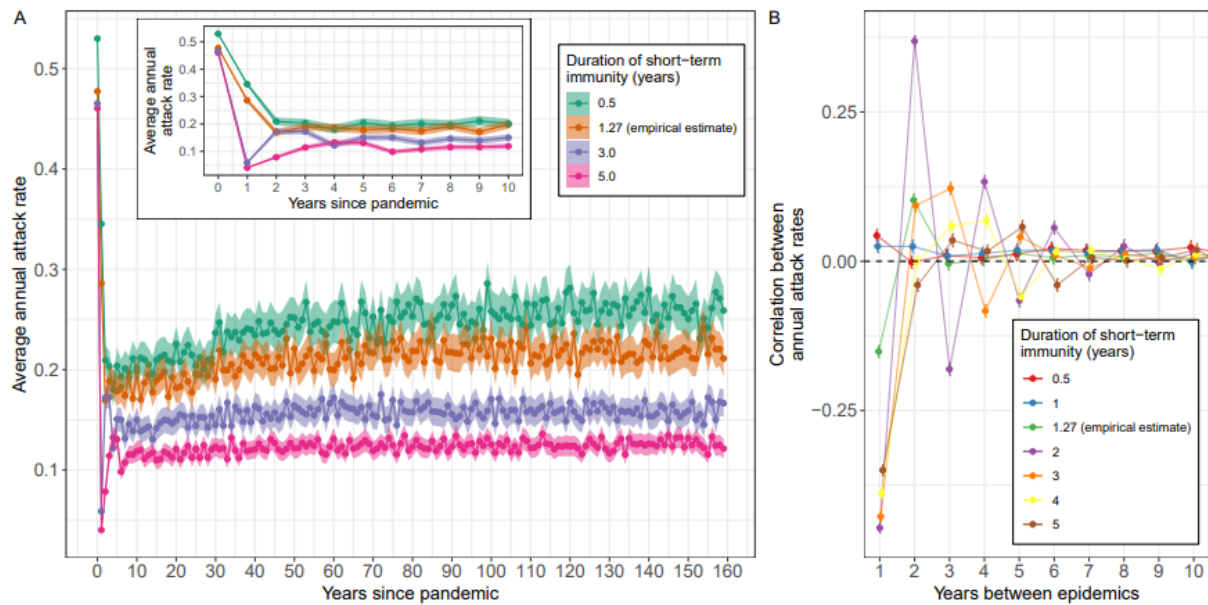 A
Average annual attack rate
0.5
0.4
0.3
0.2
0.1
0 10 20 30 40 50 60 70 80 90 100 110 120 130 140 150 160
Years since pandemic
Average annual
attack rate
0.5
0.4
0.3
0.2
0.1
0 1 2 3 4 5 6 7 8 9 10
Years since pandemic
Duration of short−term
immunity (years)
0.5
1.27 (empirical estimate)
3.0
5.0
B
Correlation between
annual attack rates
0.25
0.00
−0.25
1 2 3 4 5 6 7 8 9 10
Years between epidemics
Duration of short−term
immunity (years)
0.5
1
1.27 (empirical estimate)
2
3
4
5